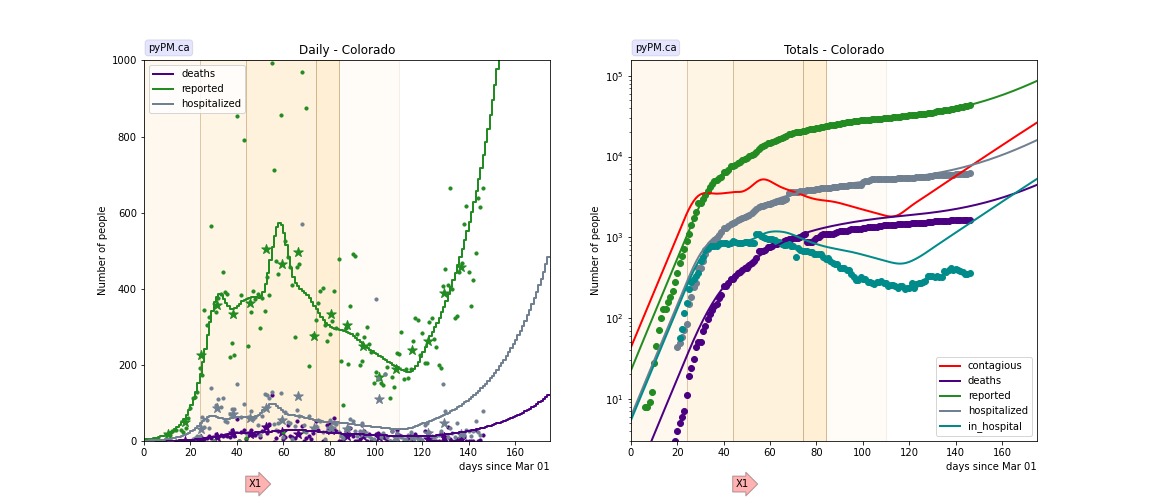 pyPM.ca
Daily - Colorado
deaths
reported
hospitalized
Number of people
1000
800
600
400
200
0
0 20 40 60 80 100 120 140 160
days since Mar 01
X1
pyPM.ca
Totals - Colorado
Number of people
10⁵
10⁴
10³
10²
10¹
contagious
deaths
reported
hospitalized
in_hospital
0 20 40 60 80 100 120 140 160
days since Mar 01
X1